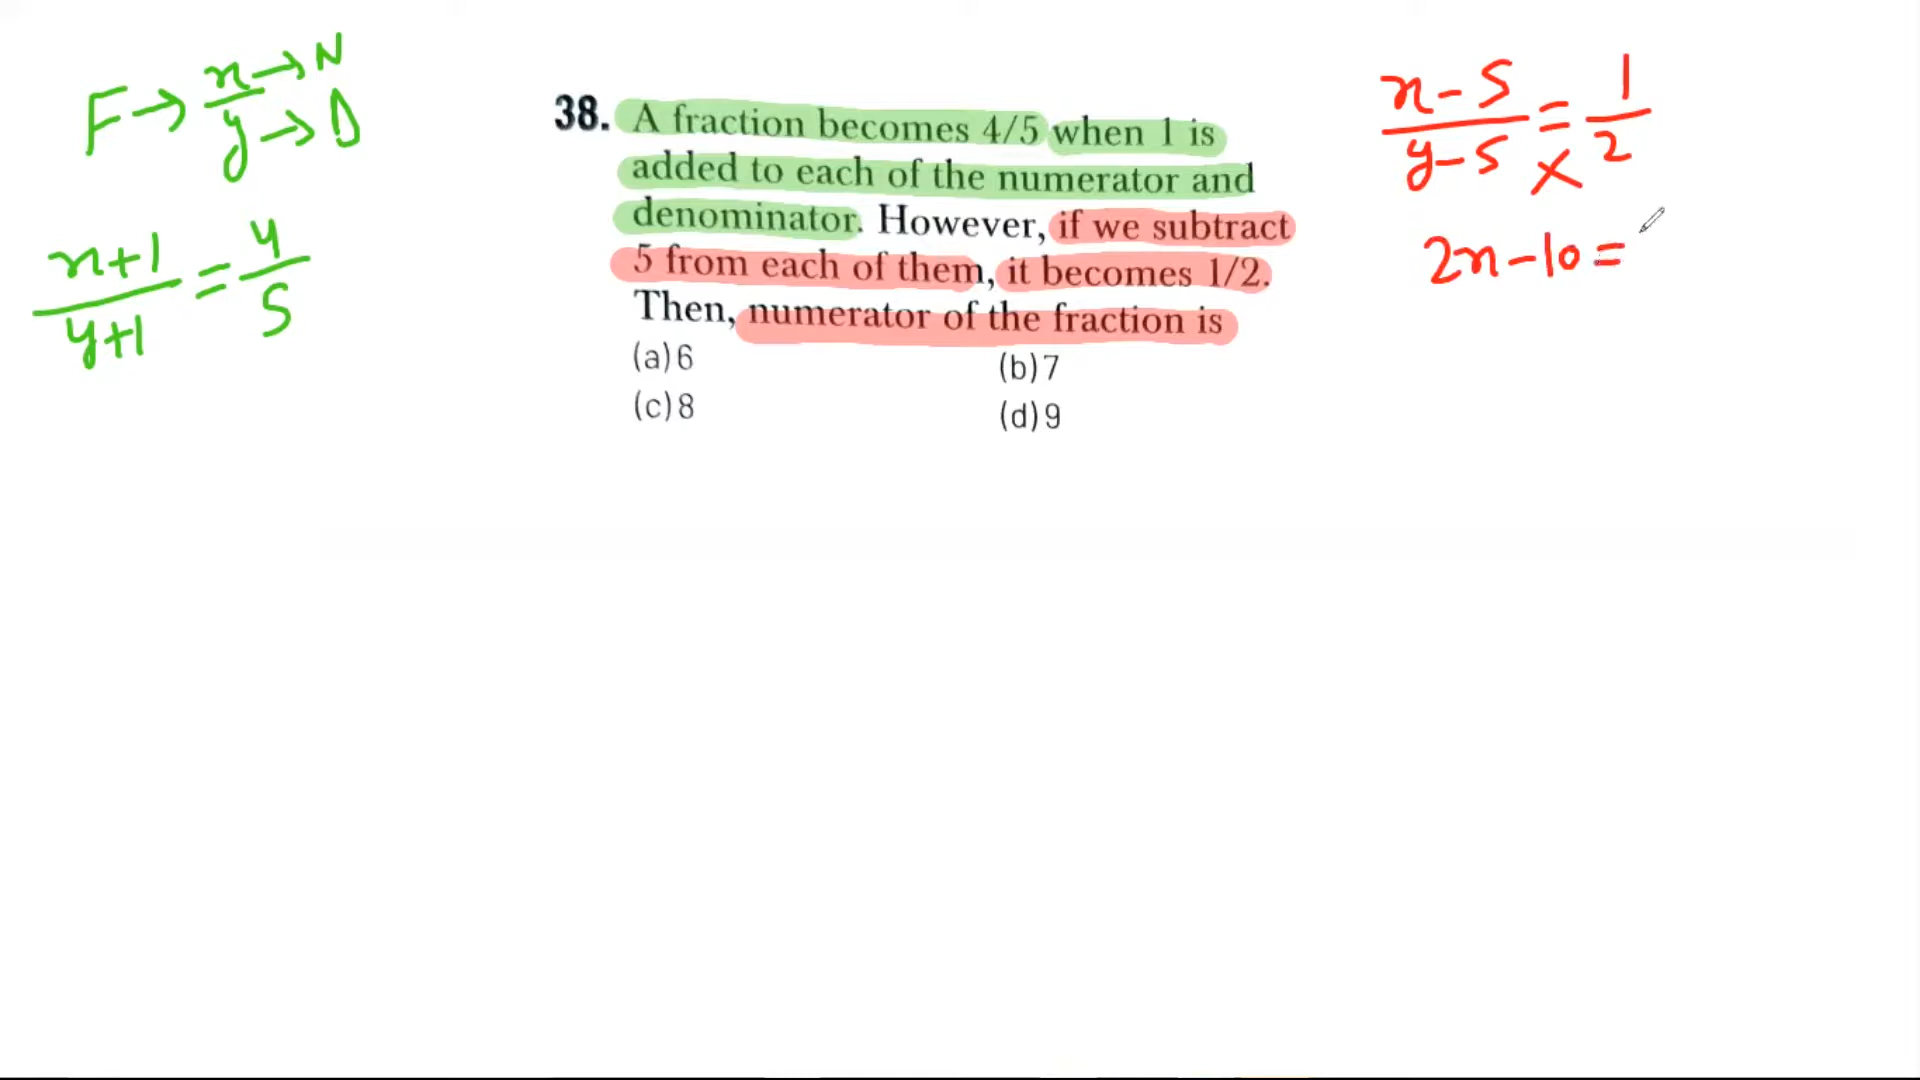 F → x/y → N
→ D
x+1/y+1 = 4/5
38. A fraction becomes 4/5 when 1 is
added to each of the numerator and
denominator. However, if we subtract
5 from each of them, it becomes 1/2.
Then, numerator of the fraction is
(a) 6 (b) 7
(c) 8 (d) 9
x-5/y-5 = 1/2
2x-10=